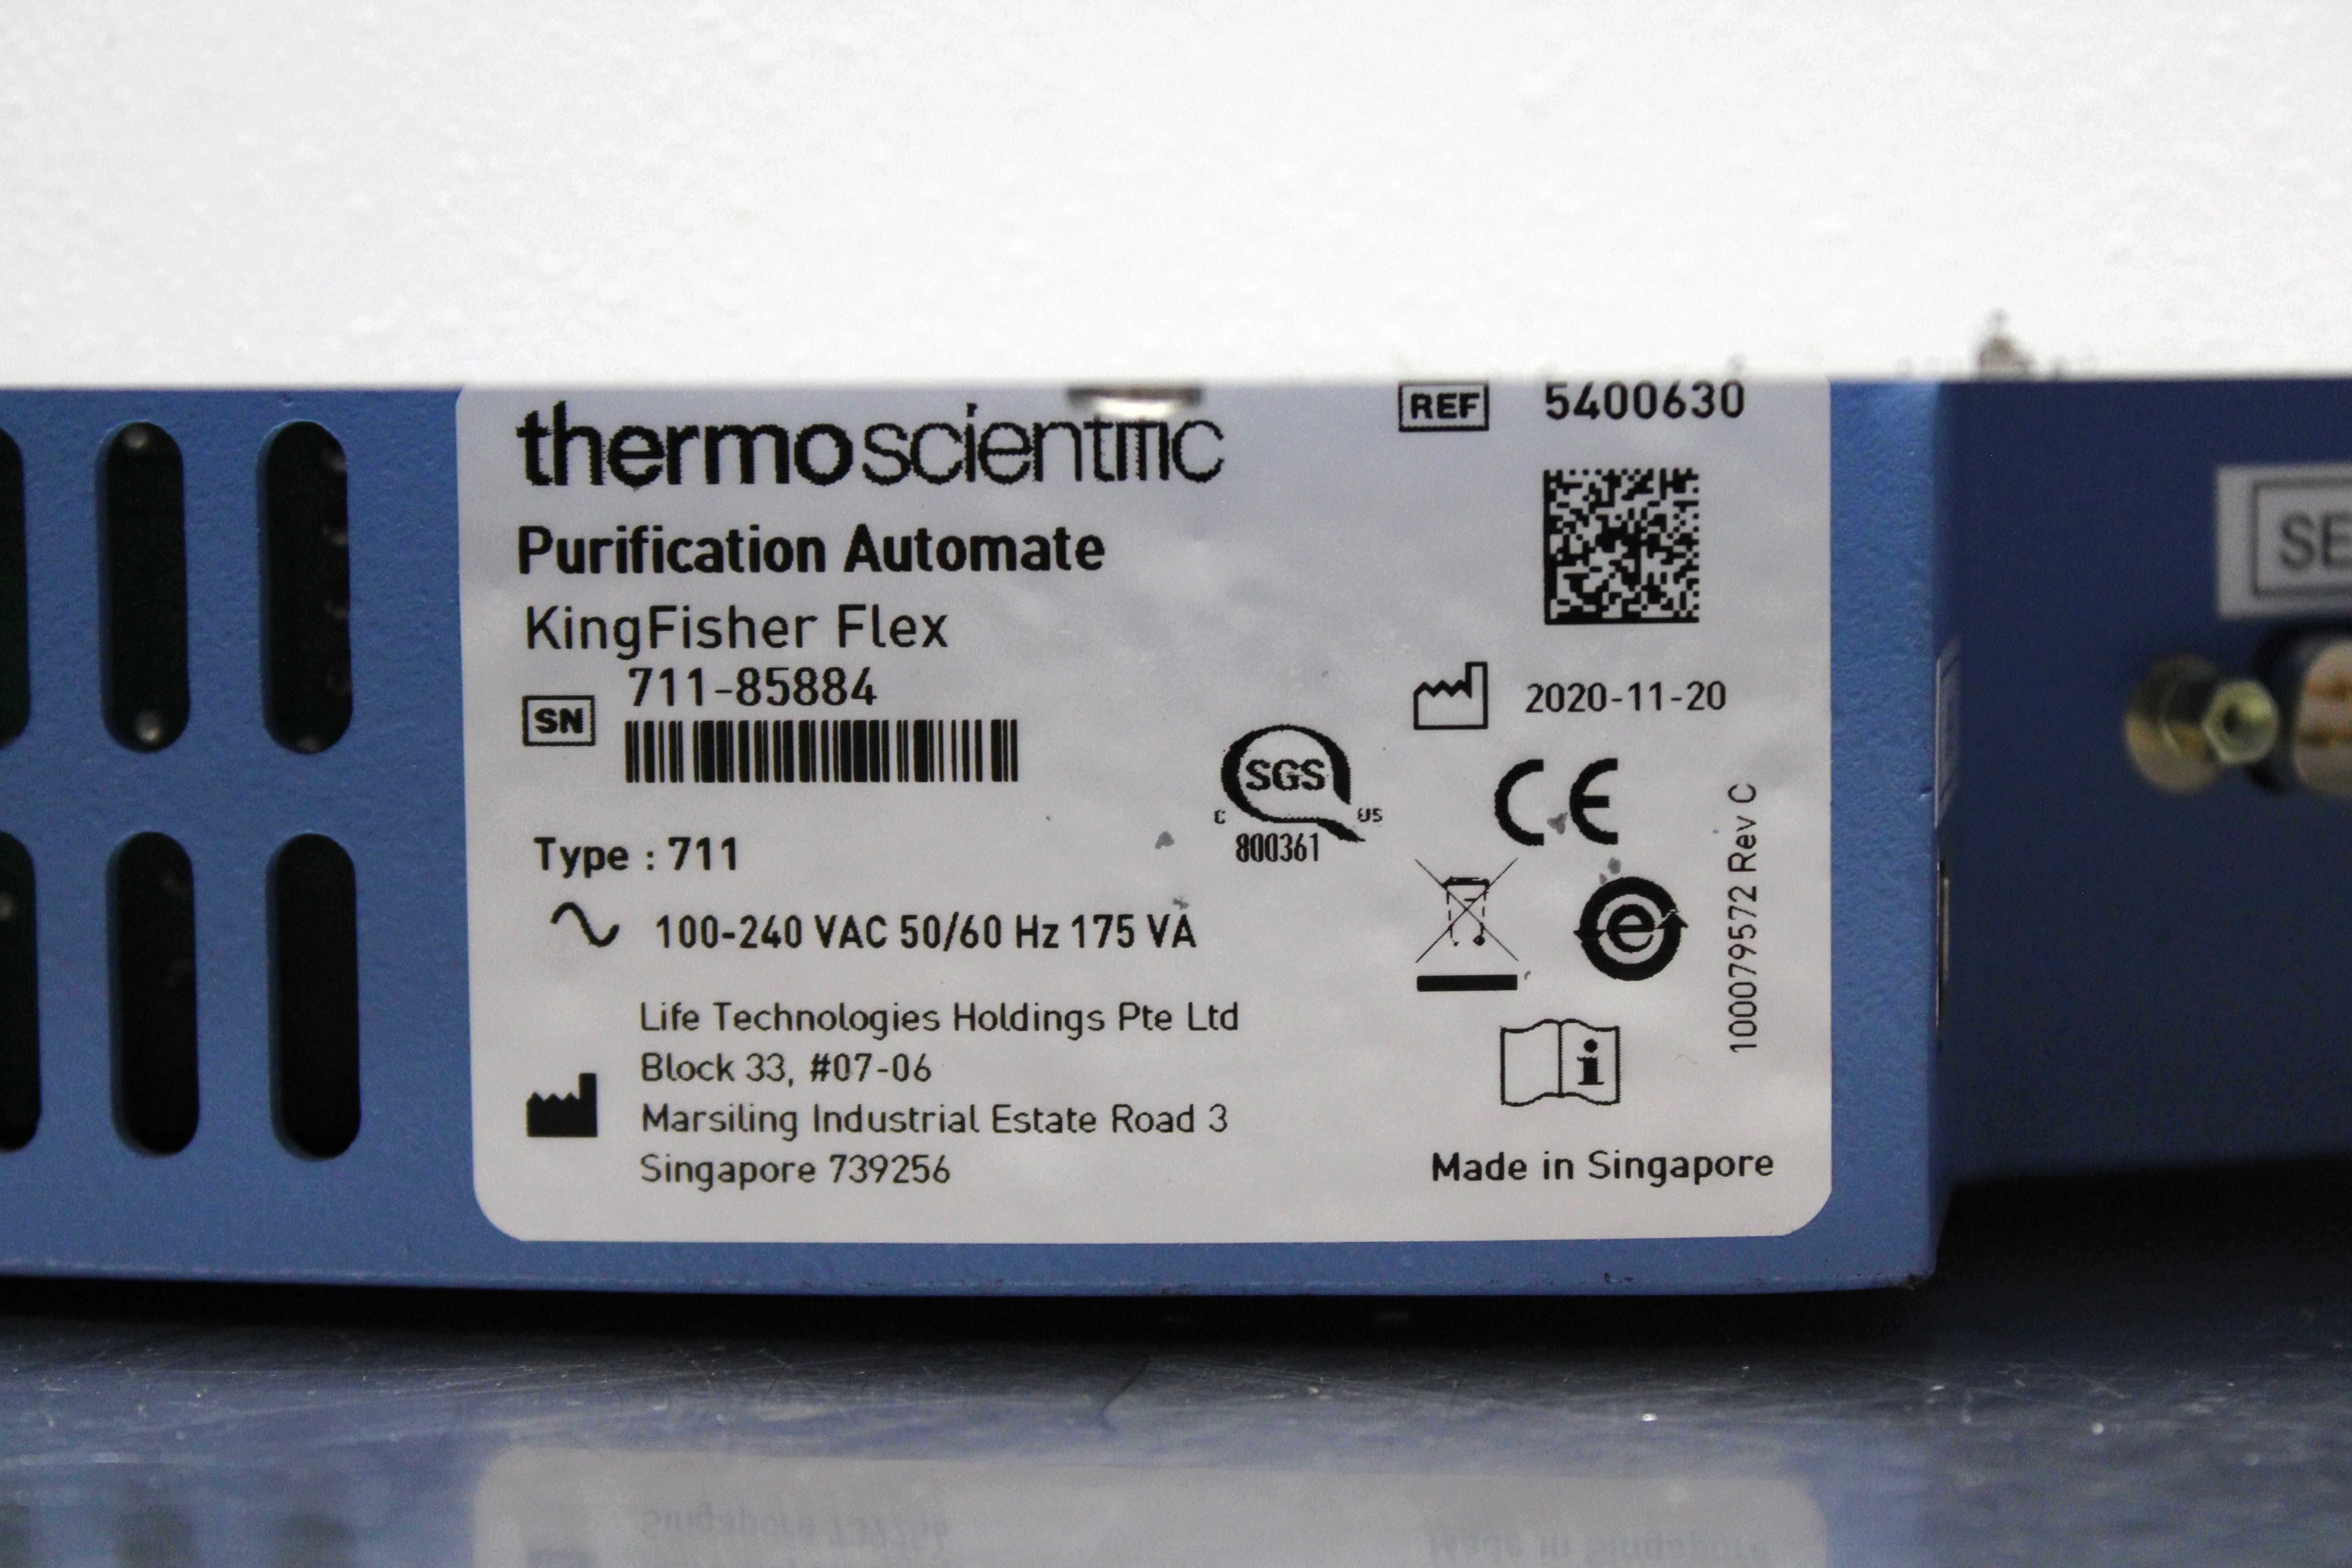 thermo scientific
Purification Automate
KingFisher Flex
SN
711-85884
Type : 711
100-240 VAC 50/60 Hz 175 VA
Life Technologies Holdings Pte Ltd
Block 33, #07-06
Marsiling Industrial Estate Road 3
Singapore 739256
REF 5400630
2020-11-20
SGS
C US
800361
CE
e
i
100079572 Rev C
Made in Singapore
SE